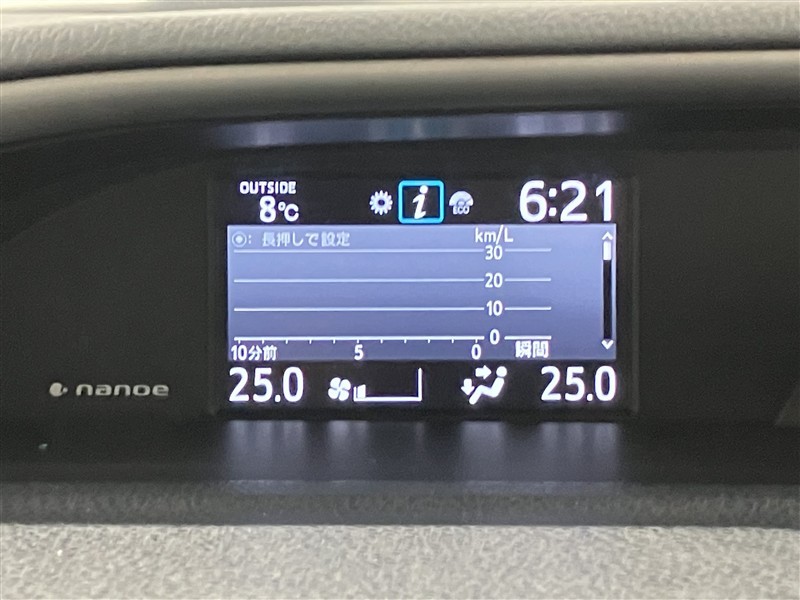 OUTSIDE
8℃
i
ECO
6:21
: 長押しで設定
km/L
30
20
10
0
10分前 5 0 瞬間
25.0
25.0
nanoe